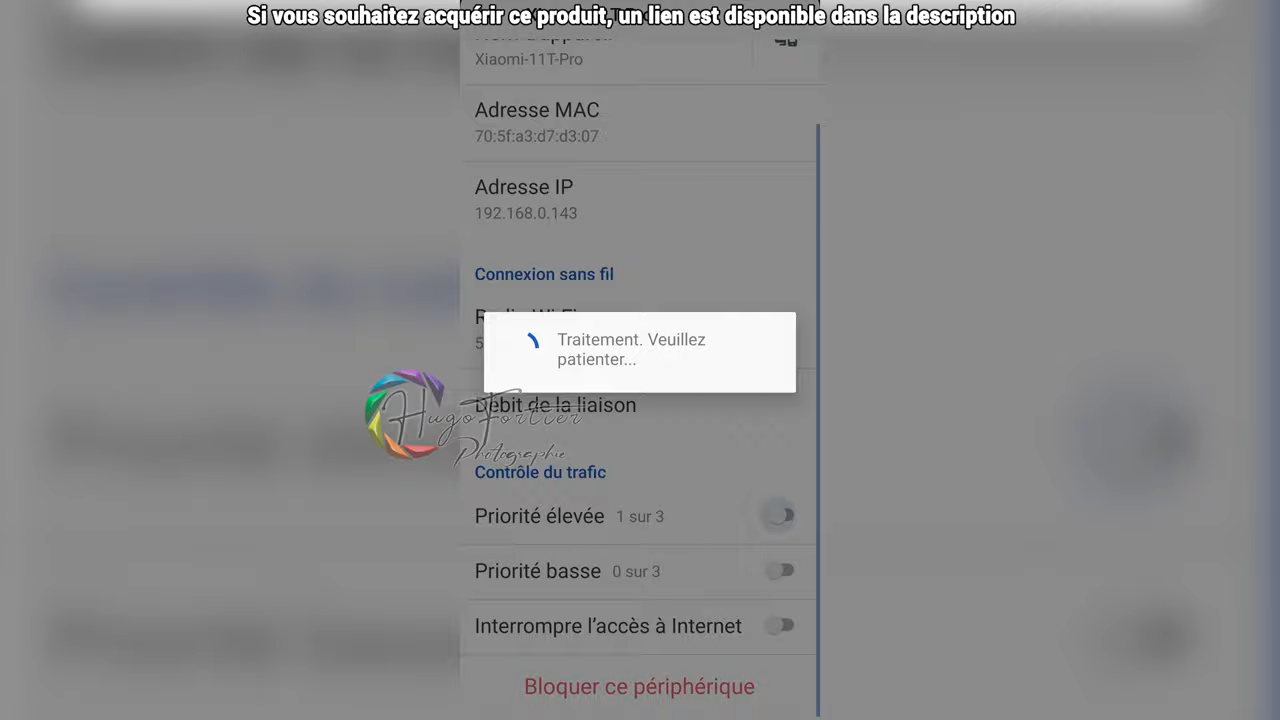 Si vous souhaitez acquérir ce produit, un lien est disponible dans la description
Xiaomi-11T-Pro
Adresse MAC
70:5f:a3:d7:d3:07
Adresse IP
192.168.0.143
Connexion sans fil
Traitement. Veuillez
patienter...
Débit de la liaison
HugoFortier
Photographie
Contrôle du trafic
Priorité élevée 1 sur 3
Priorité basse 0 sur 3
Interrompre l’accès à Internet
Bloquer ce périphérique